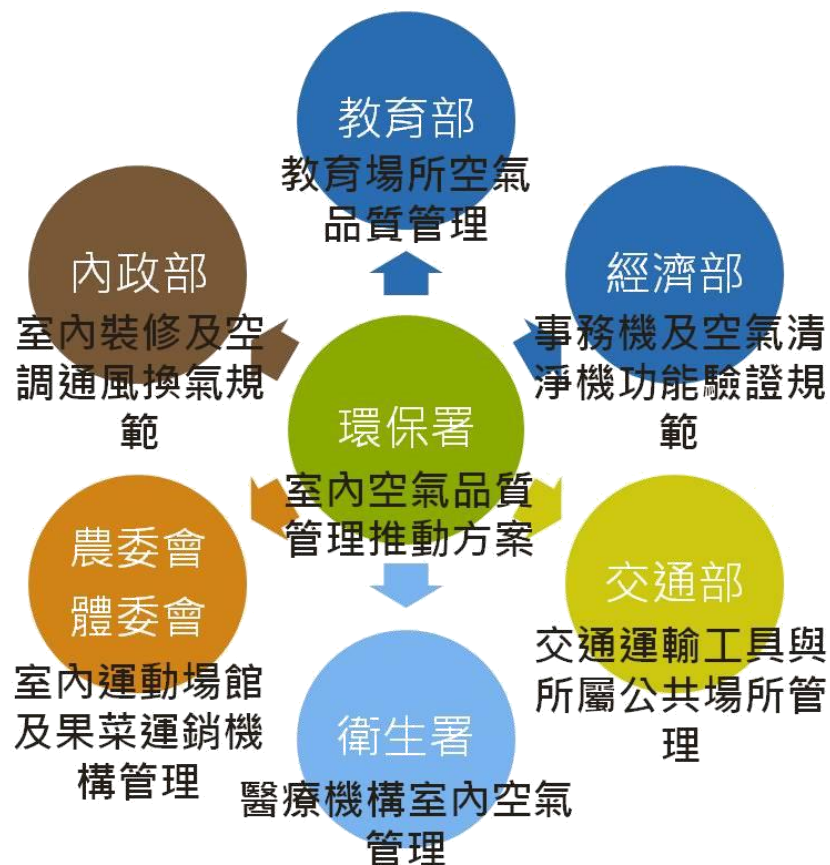 教育部
教育場所空氣
品質管理
內政部
室內裝修及空
調通風換氣規
範
經濟部
事務機及空氣清
淨機功能驗證規
範
環保署
室內空氣品質
管理推動方案
農委會
體委會
室內運動場館
及果菜運銷機
構管理
交通部
交通運輸工具與
所屬公共場所管
理
衛生署
醫療機構室內空氣
管理